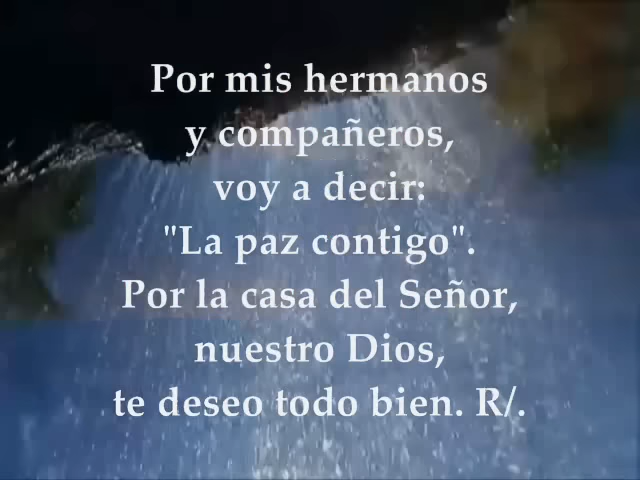 Por mis hermanos
y compañeros,
voy a decir:
"La paz contigo".
Por la casa del Señor,
nuestro Dios,
te deseo todo bien. R/.